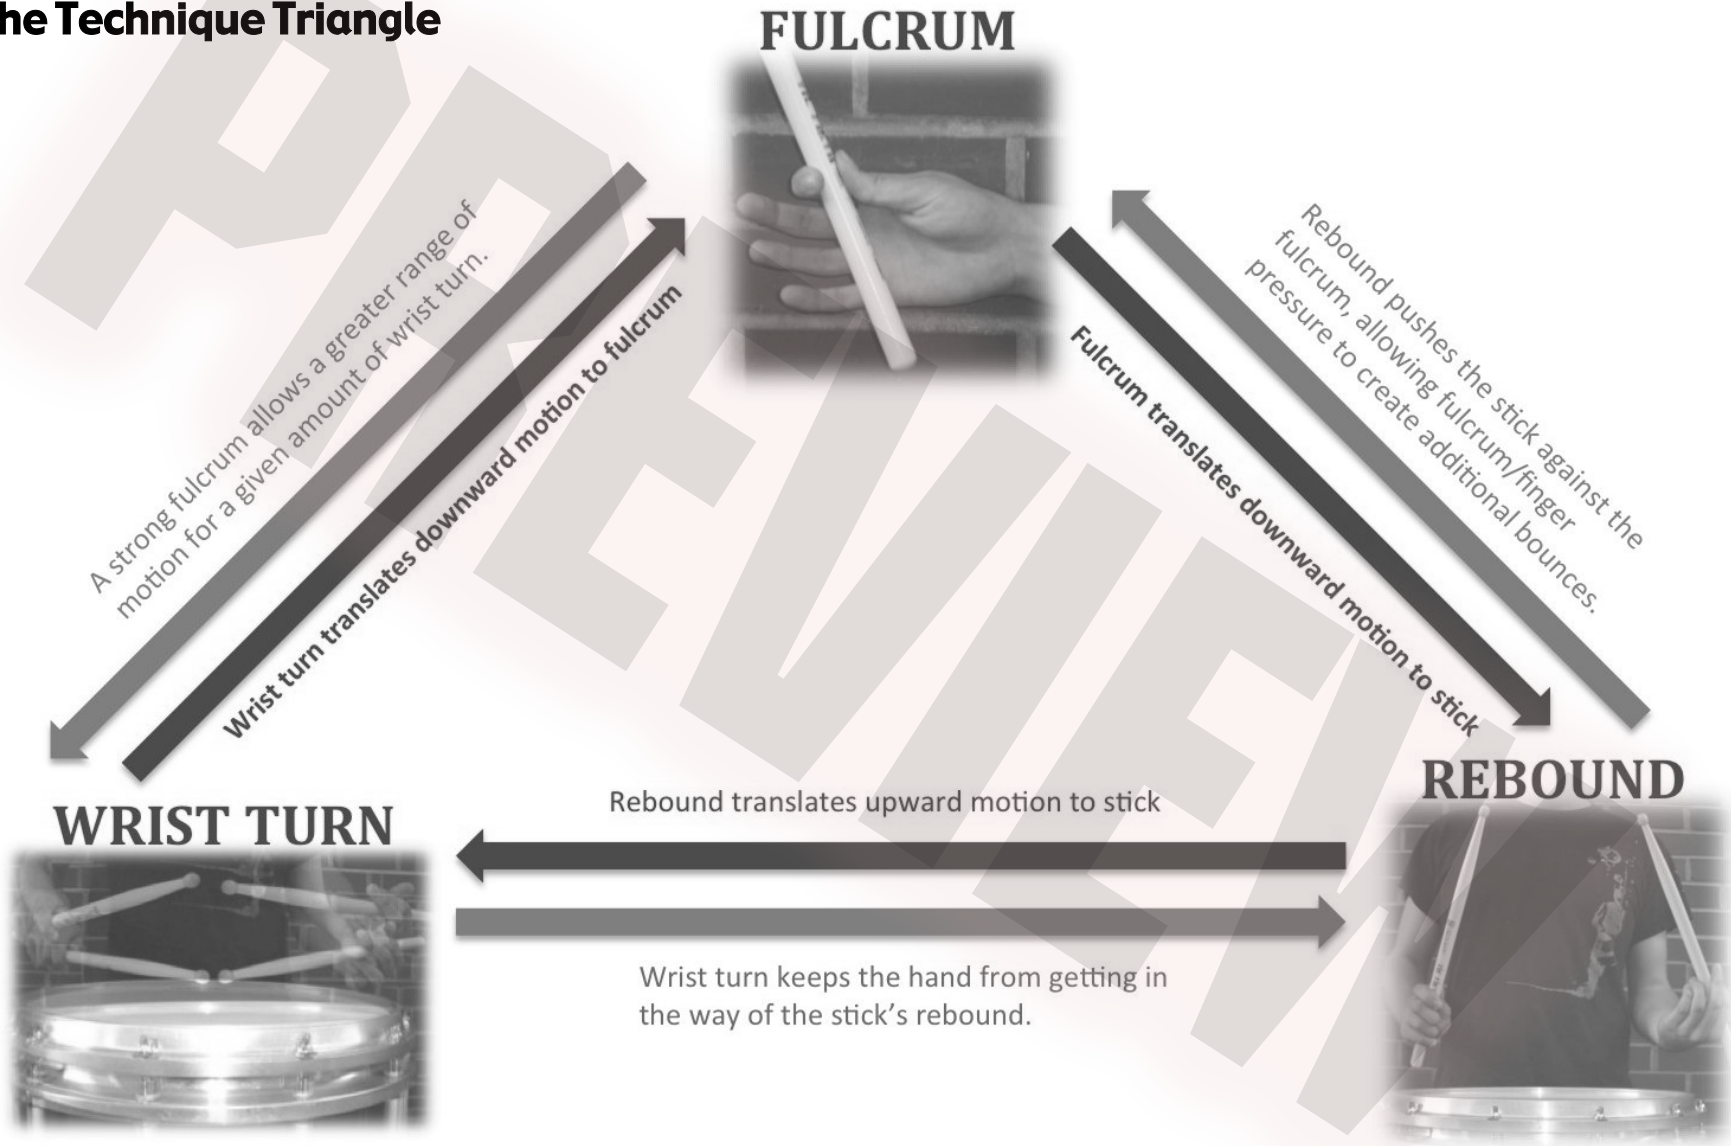 he Technique Triangle
FULCRUM
A strong fulcrum allows a greater range of
motion for a given amount of wrist turn.
Wrist turn translates downward motion to fulcrum
Rebound pushes the stick against the
fulcrum, allowing fulcrum/finger
pressure to create additional bounces.
Fulcrum translates downward motion to stick
WRIST TURN
REBOUND
Rebound translates upward motion to stick
Wrist turn keeps the hand from getting in
the way of the stick's rebound.
PREVIEW